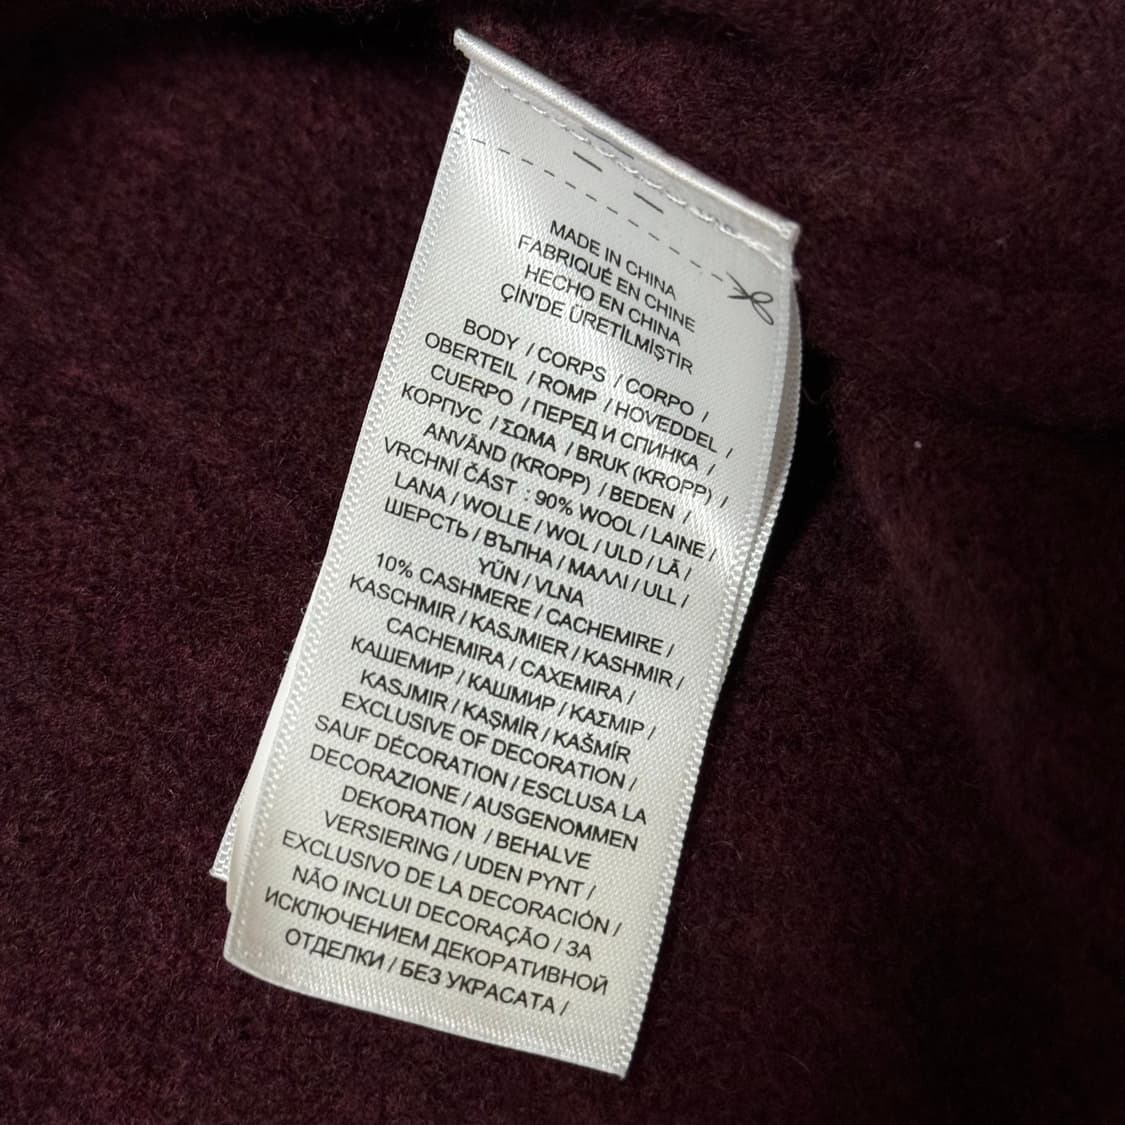 MADE IN CHINA
FABRIQUÉ EN CHINE
HECHO EN CHINA
ÇİN'DE ÜRETİLMİŞTİR
BODY / CORPS / CORPO /
OBERTEIL / ROMP / HOVEDDEL /
CUERPO / ПЕРЕД И СПИНКА /
КОРПУС / ΣΩΜΑ / BRUK (KROPP) /
ANVÄND (KROPP) / BEDEN /
VRCHNÍ ČÁST : 90% WOOL / LAINE /
LANA / WOLLE / WOL / ULD / LÃ /
ШЕРСТЬ / ВЪЛНА / ΜΑΛΛΙ / ULL /
YÜN / VLNA
10% CASHMERE / CACHEMIRE /
KASCHMIR / KASJMIER / KASHMIR /
CACHEMIRA / CAXEMIRA /
КАШЕМИР / КАШМИР / ΚΑΣΜΙΡ /
KASJMIR / KAŞMİR / KAŠMÍR
EXCLUSIVE OF DECORATION /
SAUF DÉCORATION / ESCLUSA LA
DECORAZIONE / AUSGENOMMEN
DEKORATION / BEHALVE
VERSIERING / UDEN PYNT /
EXCLUSIVO DE LA DECORACIÓN /
NÃO INCLUI DECORAÇÃO / ЗА
ИСКЛЮЧЕНИЕМ ДЕКОРАТИВНОЙ
ОТДЕЛКИ / БЕЗ УКРАСАТА /